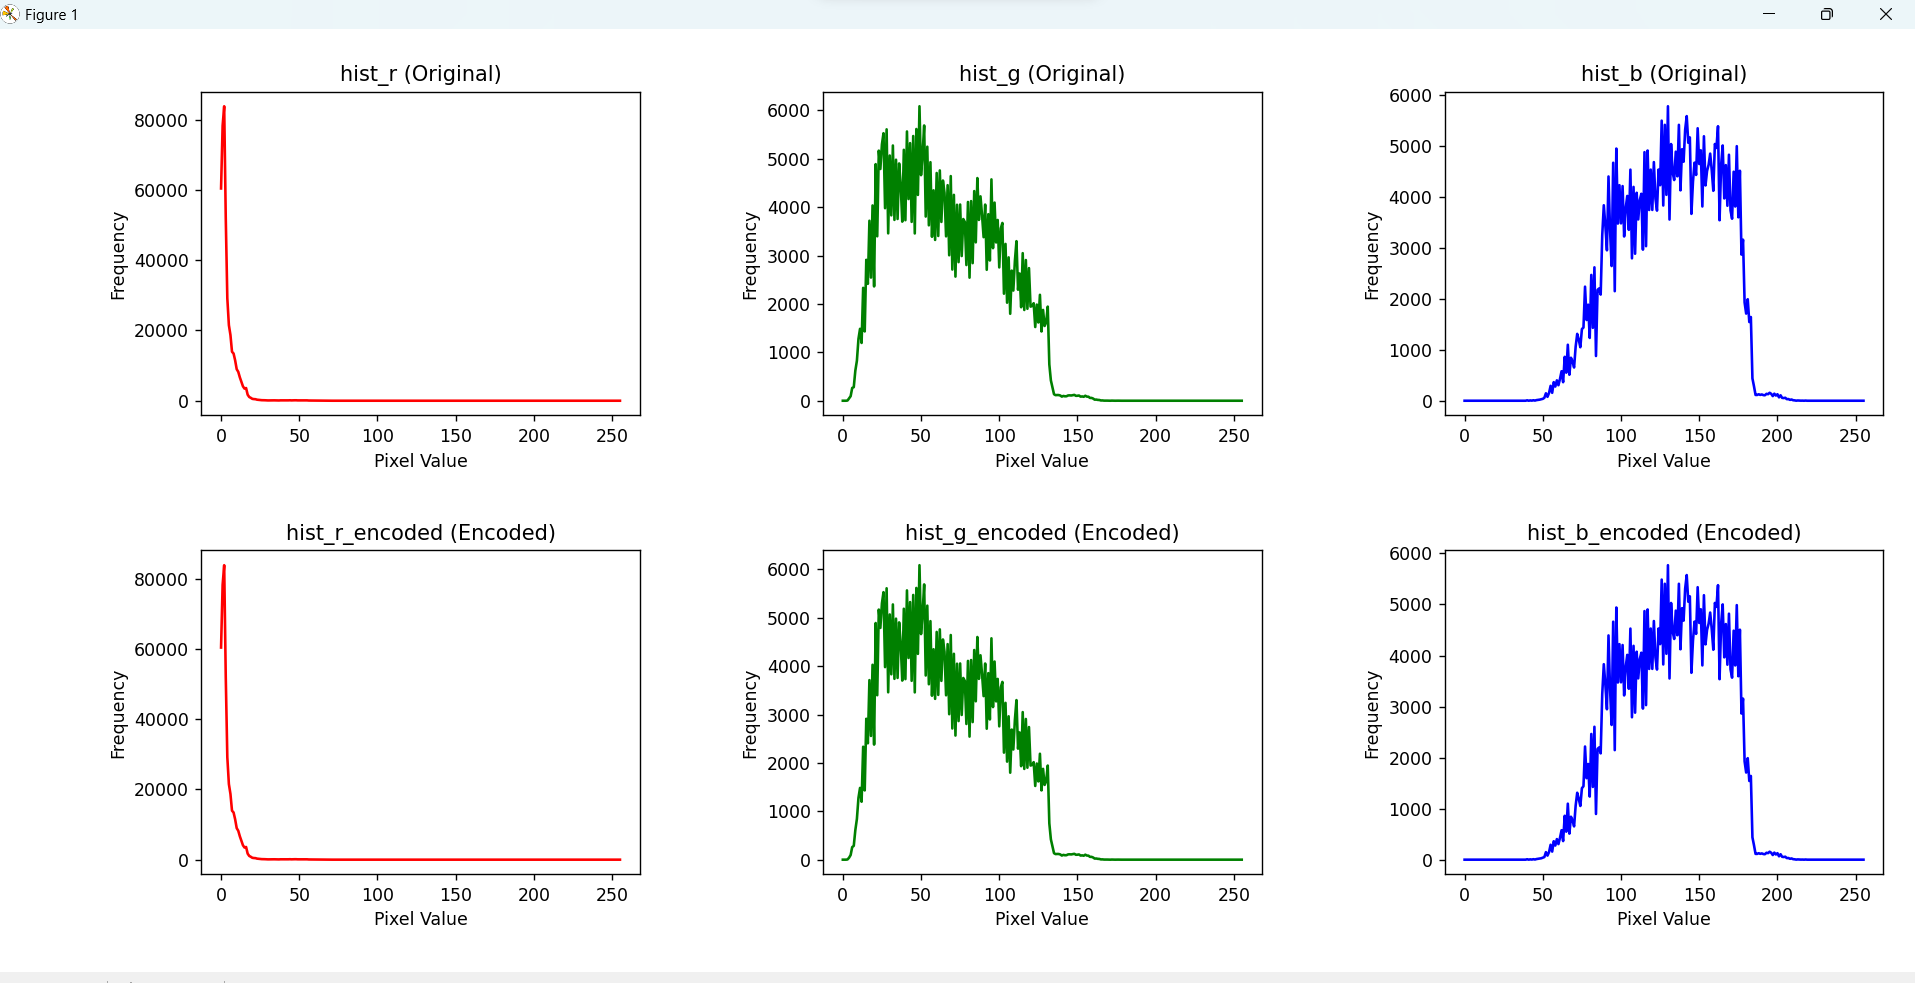 Figure 1
hist_r (Original)
Frequency
80000
60000
40000
20000
0
0 50 100 150 200 250
Pixel Value
hist_g (Original)
Frequency
6000
5000
4000
3000
2000
1000
0
0 50 100 150 200 250
Pixel Value
hist_b (Original)
Frequency
6000
5000
4000
3000
2000
1000
0
0 50 100 150 200 250
Pixel Value
hist_r_encoded (Encoded)
Frequency
80000
60000
40000
20000
0
0 50 100 150 200 250
Pixel Value
hist_g_encoded (Encoded)
Frequency
6000
5000
4000
3000
2000
1000
0
0 50 100 150 200 250
Pixel Value
hist_b_encoded (Encoded)
Frequency
6000
5000
4000
3000
2000
1000
0
0 50 100 150 200 250
Pixel Value